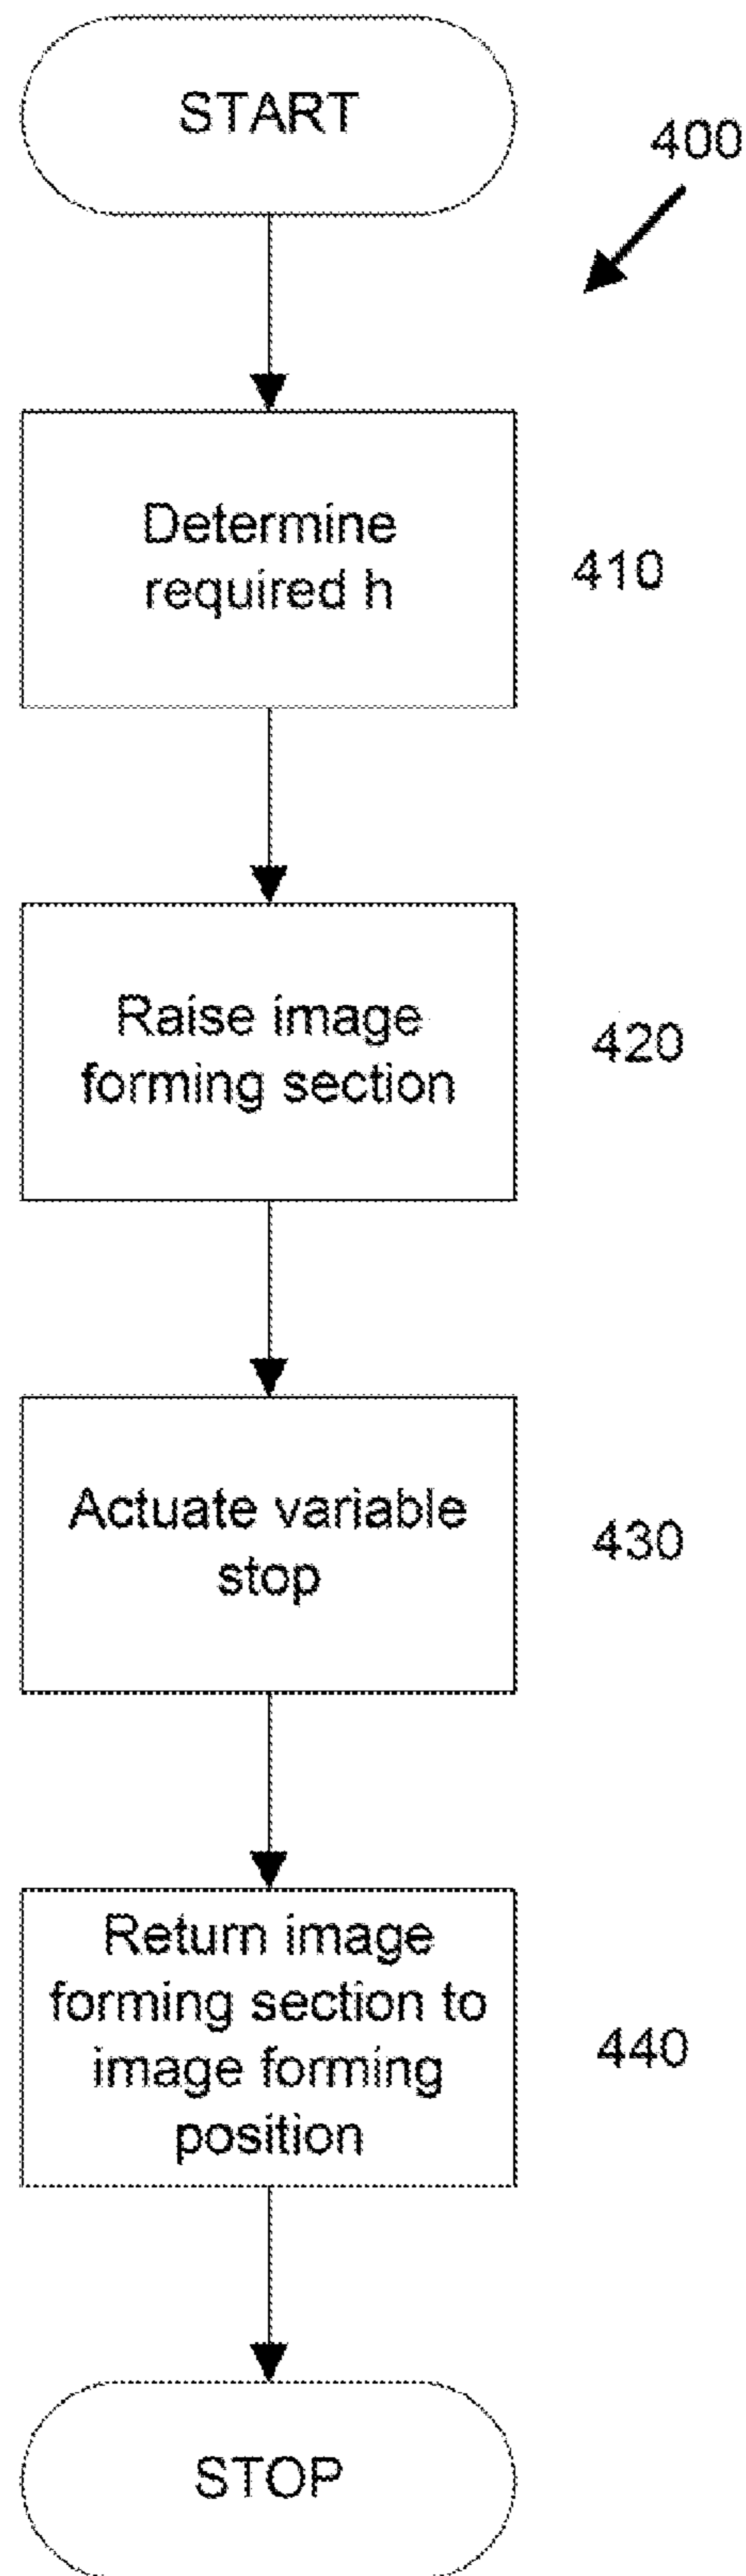 START
400
Determine
required h
410
Raise image
forming section
420
Actuate variable
stop
430
Return image
forming section to
image forming
position
440
STOP